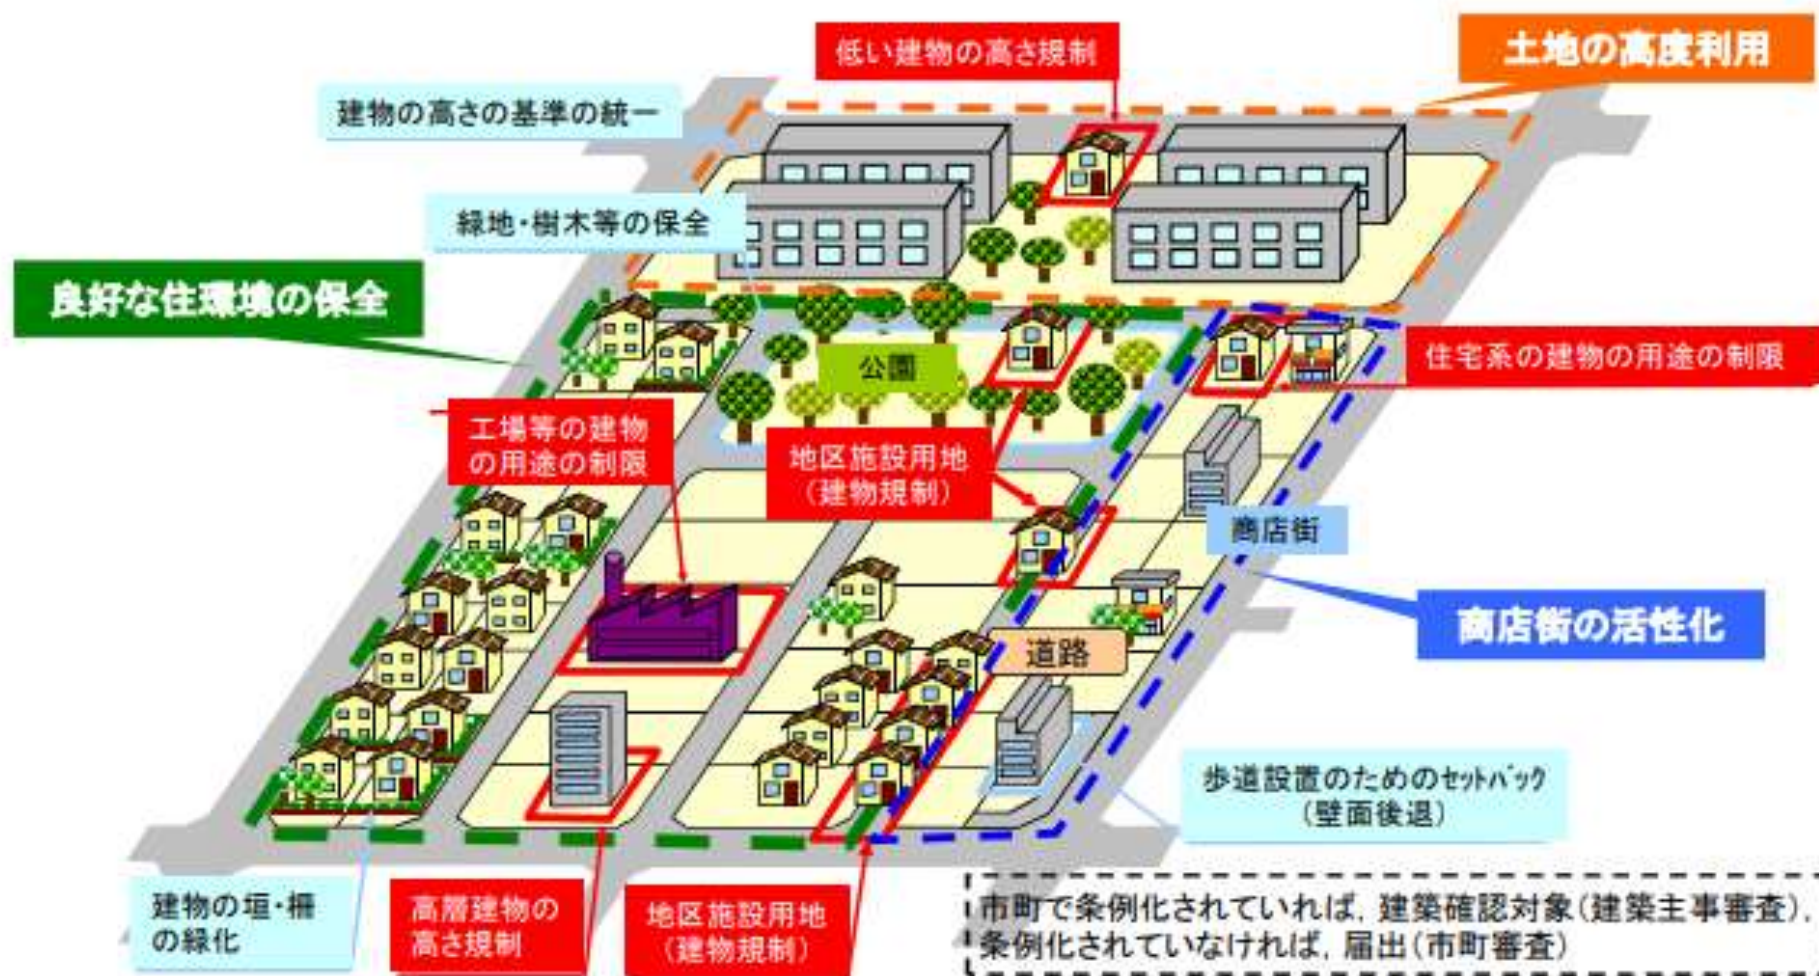 低い建物の高さ規制
土地の高度利用
建物の高さの基準の統一
緑地・樹木等の保全
良好な住環境の保全
公園
住宅系の建物の用途の制限
工場等の建物
の用途の制限
地区施設用地
（建物規制）
商店街
商店街の活性化
道路
歩道設置のためのセットバック
（壁面後退）
建物の垣・柵
の緑化
高層建物の
高さ規制
地区施設用地
（建物規制）
市町で条例化されていれば，建築確認対象（建築主事審査），
条例化されていなければ，届出（市町審査）